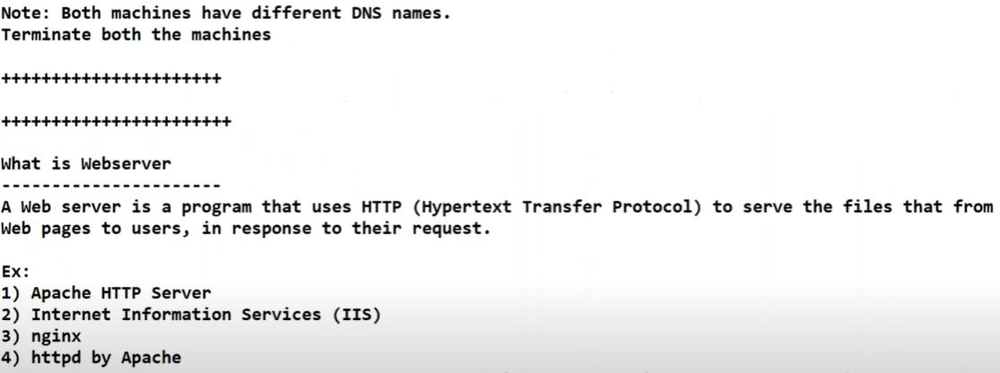 Note: Both machines have different DNS names.
Terminate both the machines
++++++++++++++++++++++
+++++++++++++++++++++++
What is Webserver
----------------------
A Web server is a program that uses HTTP (Hypertext Transfer Protocol) to serve the files that from
Web pages to users, in response to their request.
Ex:
1) Apache HTTP Server
2) Internet Information Services (IIS)
3) nginx
4) httpd by Apache